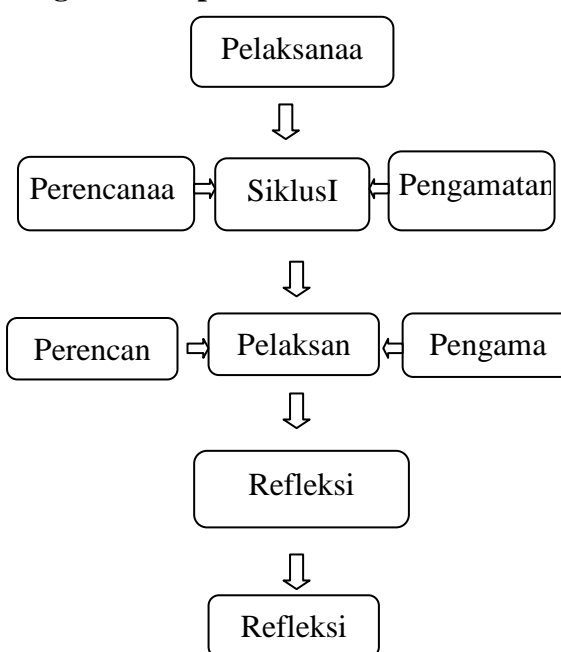 Pelaksanaa
Perencanaa SiklusI Pengamatan
Perencan Pelaksan Pengama
Refleksi
Refleksi